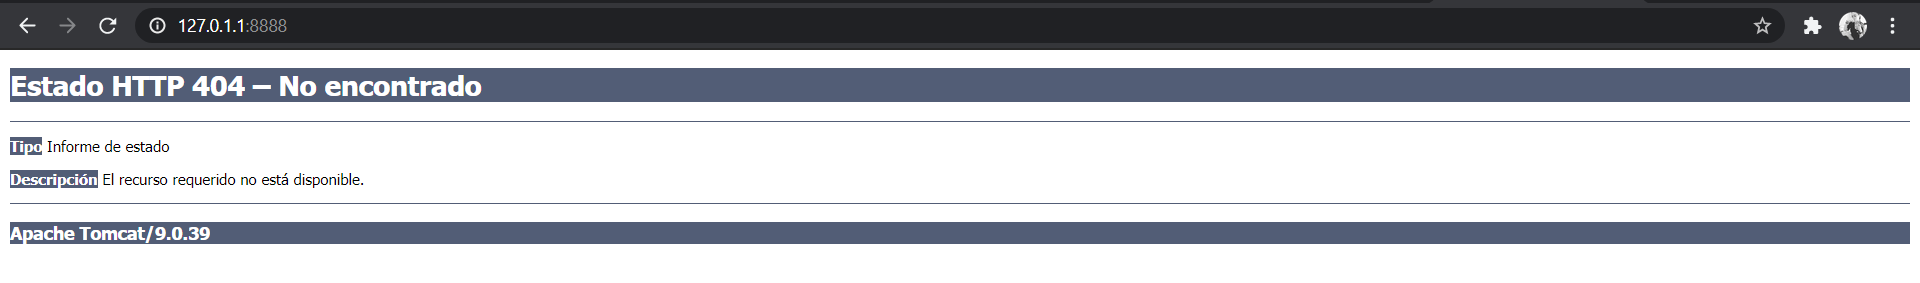 127.0.1.1:8888
Estado HTTP 404 – No encontrado
Tipo Informe de estado
Descripción El recurso requerido no está disponible.
Apache Tomcat/9.0.39